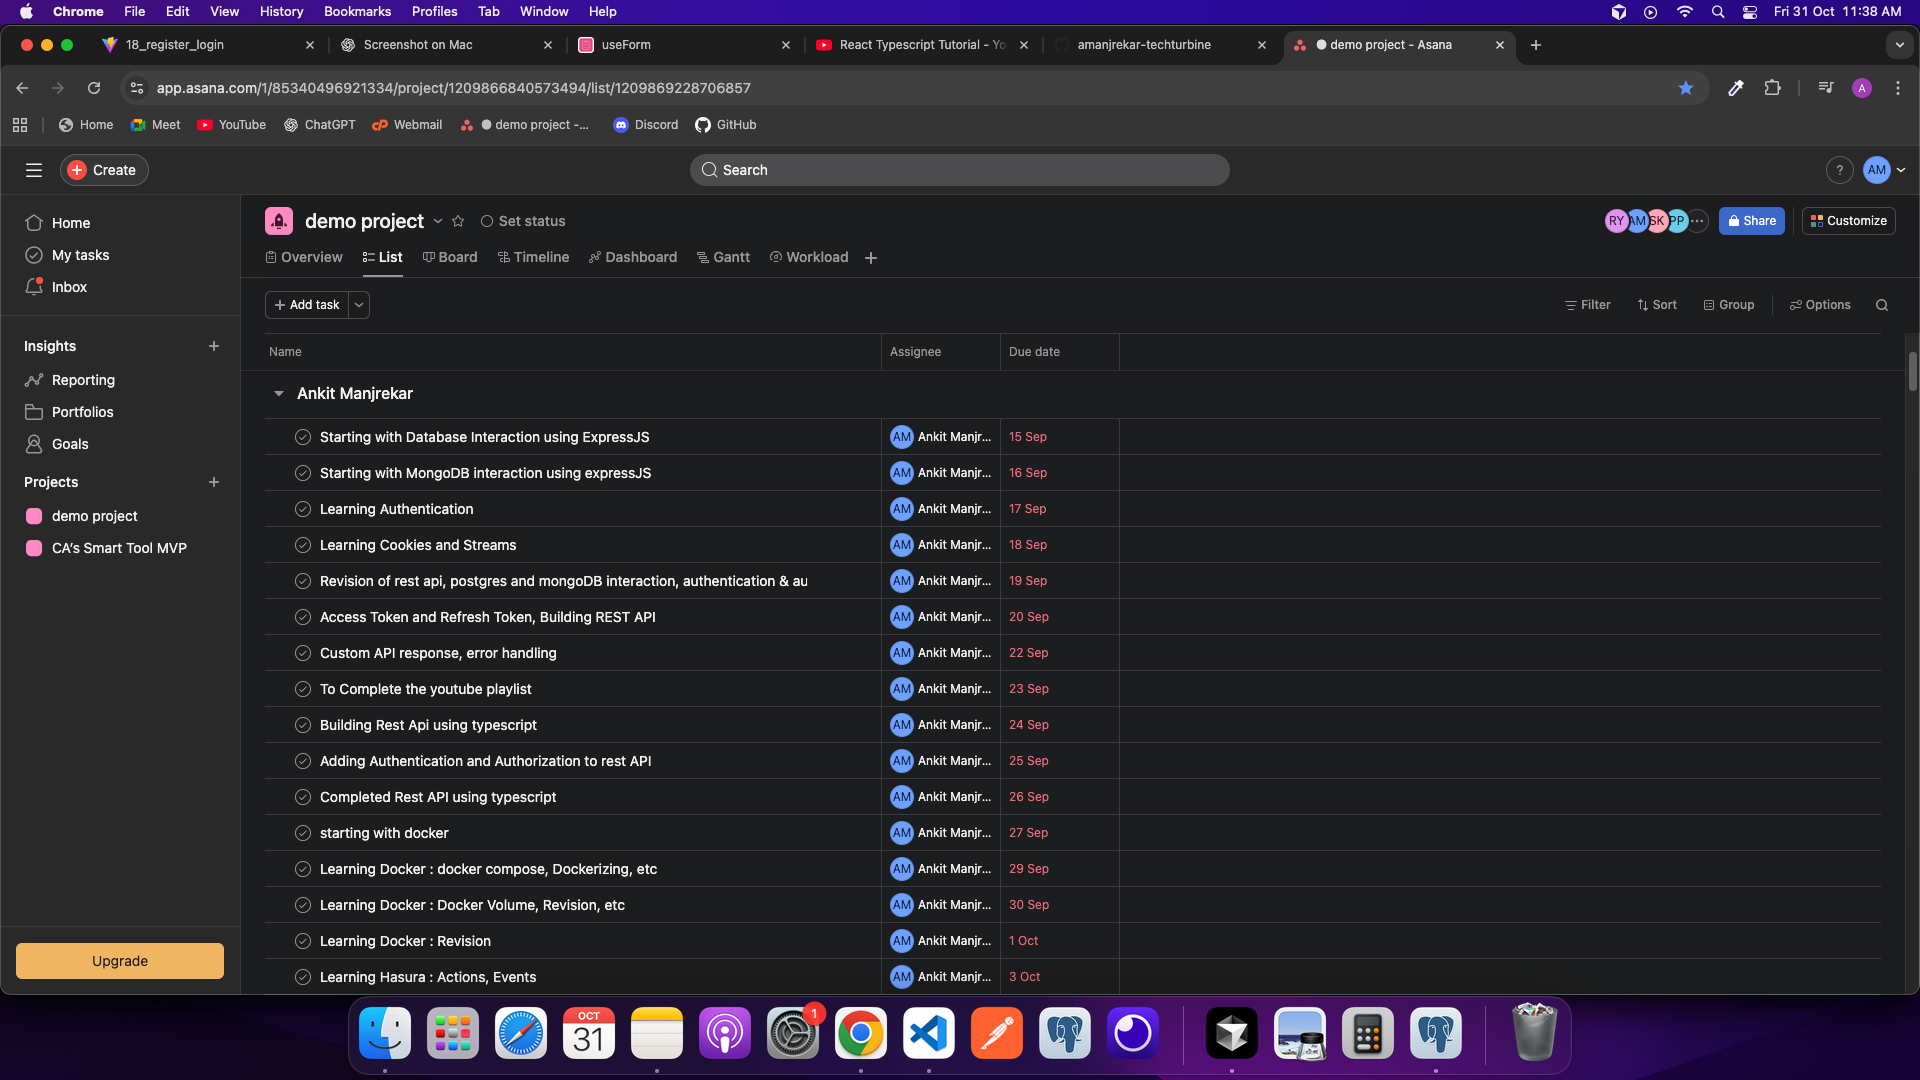 Chrome File Edit View History Bookmarks Profiles Tab Window Help Fri 31 Oct 11:38 AM
18_register_login Screenshot on Mac useForm React Typescript Tutorial - Yo amanjrekar-techturbine demo project - Asana
app.asana.com/1/85340496921334/project/1209866840573494/list/1209869228706857 A
Home Meet YouTube ChatGPT Webmail demo project -... Discord GitHub
Create Search ? AM
Home
My tasks
Inbox
Insights
Reporting
Portfolios
Goals
Projects
demo project
CA's Smart Tool MVP
Upgrade
demo project Set status RY AM SK PP Share Customize
Overview List Board Timeline Dashboard Gantt Workload
Add task Filter Sort Group Options
Name Assignee Due date
Ankit Manjrekar
Starting with Database Interaction using ExpressJS AM Ankit Manjr... 15 Sep
Starting with MongoDB interaction using expressJS AM Ankit Manjr... 16 Sep
Learning Authentication AM Ankit Manjr... 17 Sep
Learning Cookies and Streams AM Ankit Manjr... 18 Sep
Revision of rest api, postgres and mongoDB interaction, authentication & au AM Ankit Manjr... 19 Sep
Access Token and Refresh Token, Building REST API AM Ankit Manjr... 20 Sep
Custom API response, error handling AM Ankit Manjr... 22 Sep
To Complete the youtube playlist AM Ankit Manjr... 23 Sep
Building Rest Api using typescript AM Ankit Manjr... 24 Sep
Adding Authentication and Authorization to rest API AM Ankit Manjr... 25 Sep
Completed Rest API using typescript AM Ankit Manjr... 26 Sep
starting with docker AM Ankit Manjr... 27 Sep
Learning Docker : docker compose, Dockerizing, etc AM Ankit Manjr... 29 Sep
Learning Docker : Docker Volume, Revision, etc AM Ankit Manjr... 30 Sep
Learning Docker : Revision AM Ankit Manjr... 1 Oct
Learning Hasura : Actions, Events AM Ankit Manjr... 3 Oct
OCT
31
1